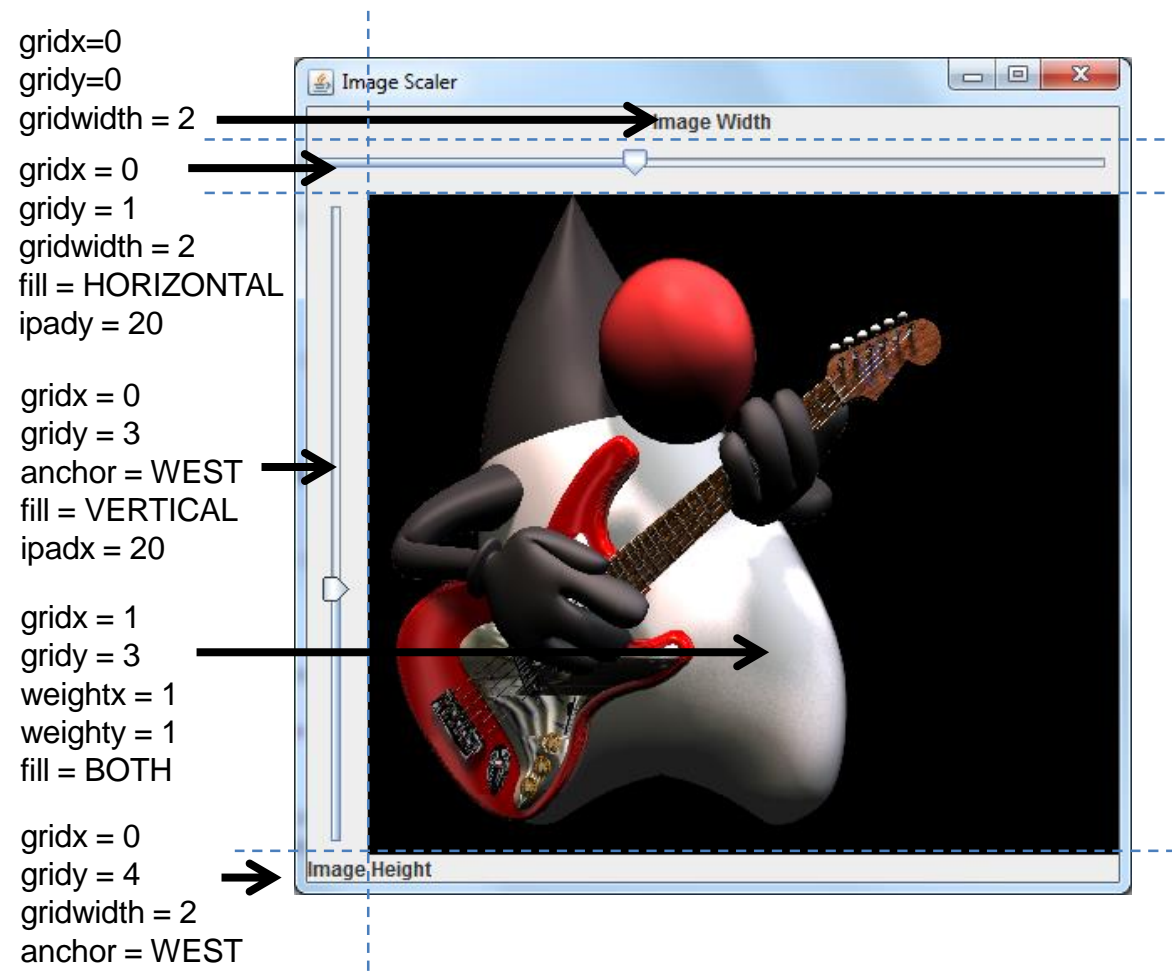 gridx=0
gridy=0
gridwidth = 2
gridx = 0
gridy = 1
gridwidth = 2
fill = HORIZONTAL
ipady = 20
gridx = 0
gridy = 3
anchor = WEST
fill = VERTICAL
ipadx = 20
gridx = 1
gridy = 3
weightx = 1
weighty = 1
fill = BOTH
gridx = 0
gridy = 4
gridwidth = 2
anchor = WEST
Image Scaler
Image Width
Image Height